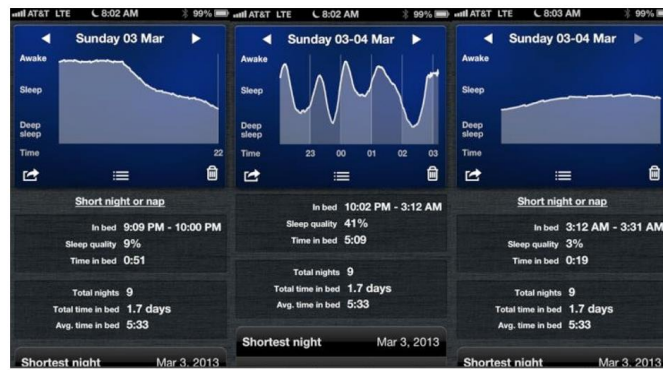 AT&T LTE 8:02 AM 99%
Sunday 03 Mar
Awake
Sleep
Deep
sleep
Time 22
Short night or nap
In bed 9:09 PM - 10:00 PM
Sleep quality 9%
Time in bed 0:51
Total nights 9
Total time in bed 1.7 days
Avg. time in bed 5:33
Shortest night Mar 3, 2013
AT&T LTE 8:02 AM 99%
Sunday 03-04 Mar
Awake
Sleep
Deep
sleep
Time 23 00 01 02 03
In bed 10:02 PM - 3:12 AM
Sleep quality 41%
Time in bed 5:09
Total nights 9
Total time in bed 1.7 days
Avg. time in bed 5:33
Shortest night Mar 3, 2013
AT&T LTE 8:03 AM 99%
Sunday 03-04 Mar
Awake
Sleep
Deep
sleep
Time
Short night or nap
In bed 3:12 AM - 3:31 AM
Sleep quality 3%
Time in bed 0:19
Total nights 9
Total time in bed 1.7 days
Avg. time in bed 5:33
Shortest night Mar 3, 2013